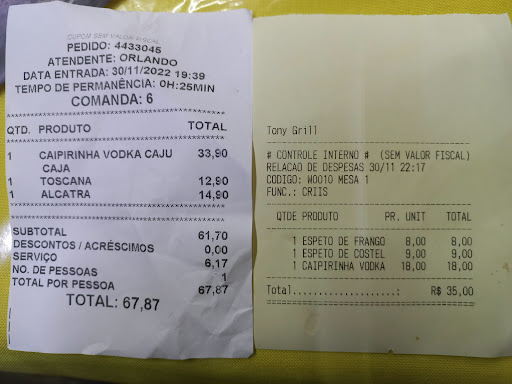 CUPOM SEM VALOR FISCAL
PEDIDO: 4433045
ATENDENTE: ORLANDO
DATA ENTRADA: 30/11/2022 19:39
TEMPO DE PERMANÊNCIA: 0H:25MIN
COMANDA: 6
QTD. PRODUTO TOTAL
1 CAIPIRINHA VODKA CAJU 33,90
CAJA
1 TOSCANA 12,90
1 ALCATRA 14,90
SUBTOTAL 61,70
DESCONTOS / ACRÉSCIMOS 0,00
SERVIÇO 6,17
NO. DE PESSOAS 1
TOTAL POR PESSOA 67,87
TOTAL: 67,87
Tony Grill
# CONTROLE INTERNO # (SEM VALOR FISCAL)
RELACAO DE DESPESAS 30/11 22:17
CODIGO: W0010 MESA 1
FUNC.: CRIIS
QTDE PRODUTO PR. UNIT TOTAL
1 ESPETO DE FRANGO 8,00 8,00
1 ESPETO DE COSTEL 9,00 9,00
1 CAIPIRINHA VODKA 18,00 18,00
Total....................: R$ 35,00